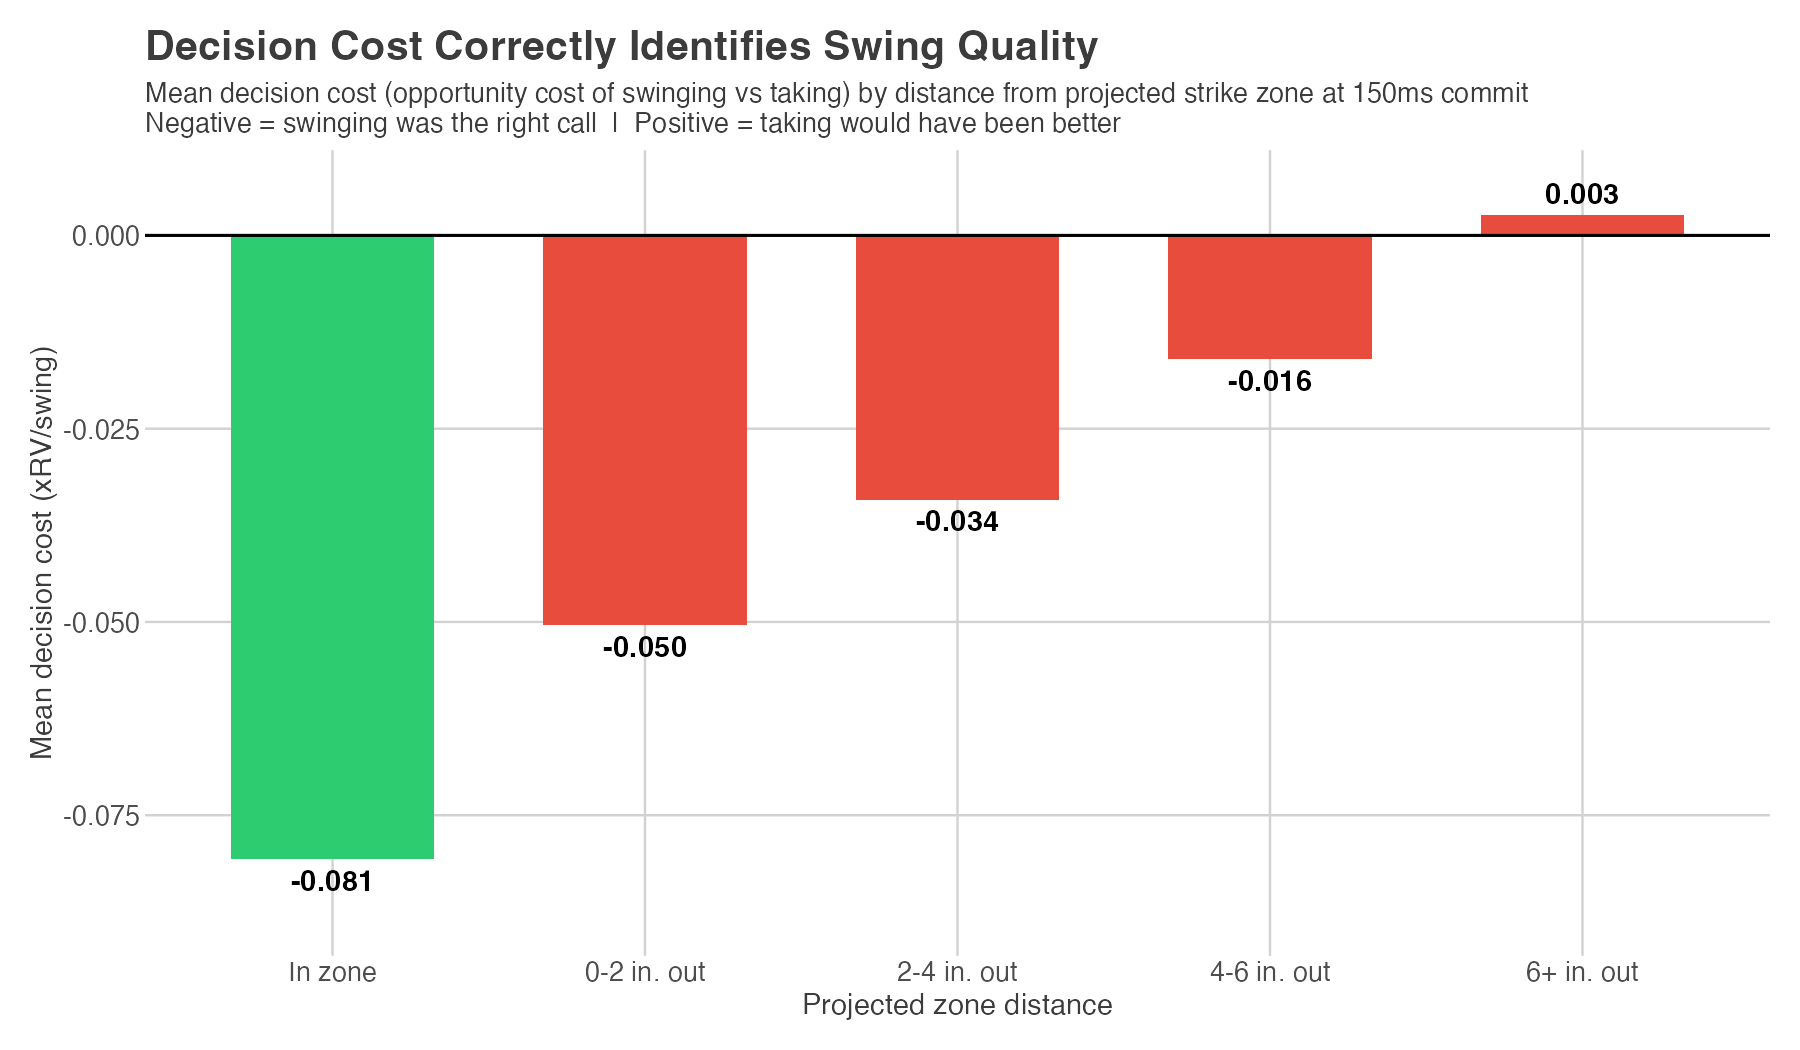 Decision Cost Correctly Identifies Swing Quality
Mean decision cost (opportunity cost of swinging vs taking) by distance from projected strike zone at 150ms commit
Negative = swinging was the right call | Positive = taking would have been better
0.003
0.000
-0.016
-0.025
-0.034
-0.050
-0.050
-0.075
-0.081
Mean decision cost (xRV/swing)
In zone
0-2 in. out
2-4 in. out
4-6 in. out
6+ in. out
Projected zone distance